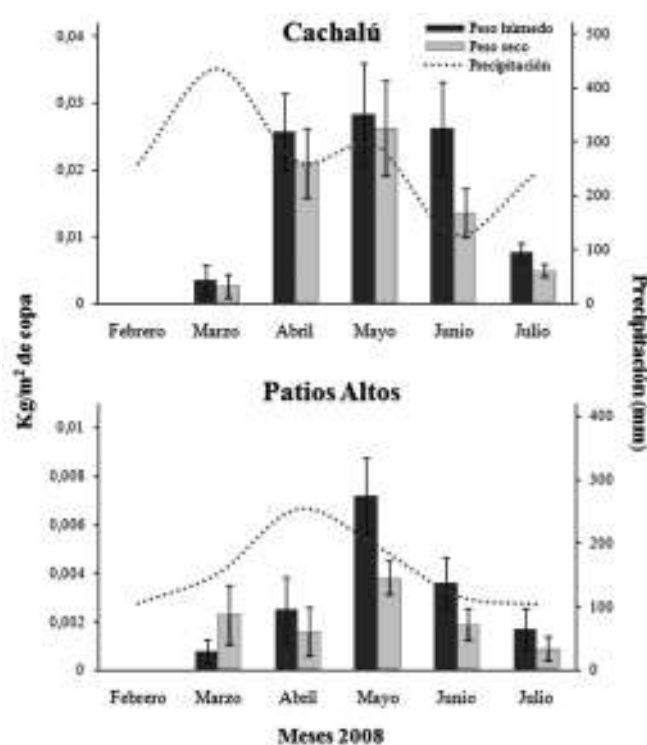 Cachalú
Peso húmedo
Peso seco
Precipitación
0,04
0,03
0,02
0,01
0
500
400
300
200
100
0
Febrero Marzo Abril Mayo Junio Julio
Kg/m² de copa
Precipitación (mm)
Patios Altos
0,01
0,008
0,006
0,004
0,002
0
400
300
200
100
0
Febrero Marzo Abril Mayo Junio Julio
Meses 2008